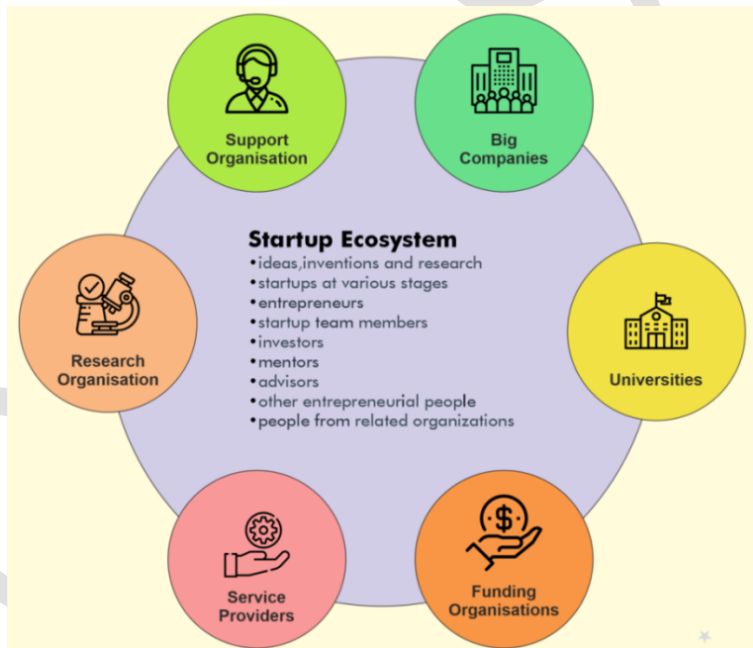 Support
Organisation
Big
Companies
Startup Ecosystem
•ideas,inventions and research
•startups at various stages
•entrepreneurs
•startup team members
•investors
•mentors
•advisors
•other entrepreneurial people
•people from related organizations
Research
Organisation
Universities
Service
Providers
Funding
Organisations
$